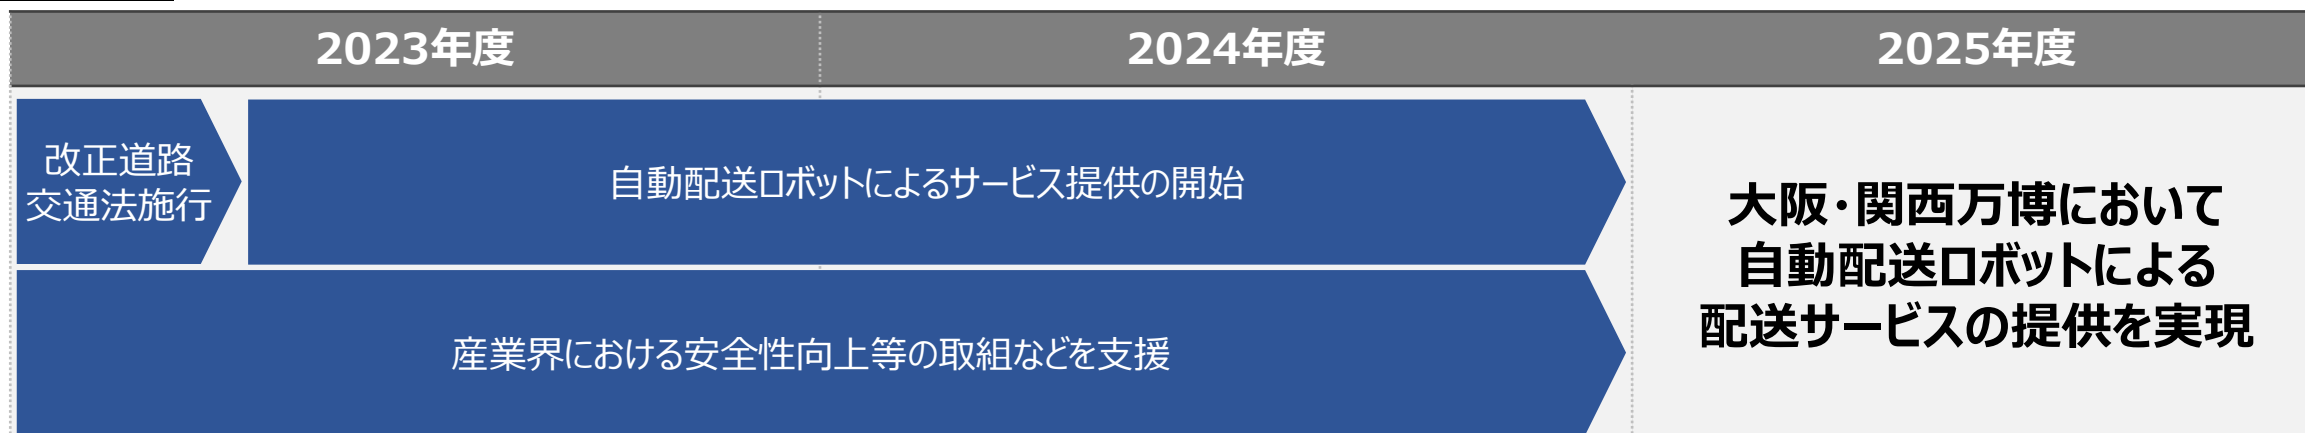 2023年度
2024年度
2025年度
改正道路
交通法施行
自動配送ロボットによるサービス提供の開始
産業界における安全性向上等の取組などを支援
大阪・関西万博において
自動配送ロボットによる
配送サービスの提供を実現